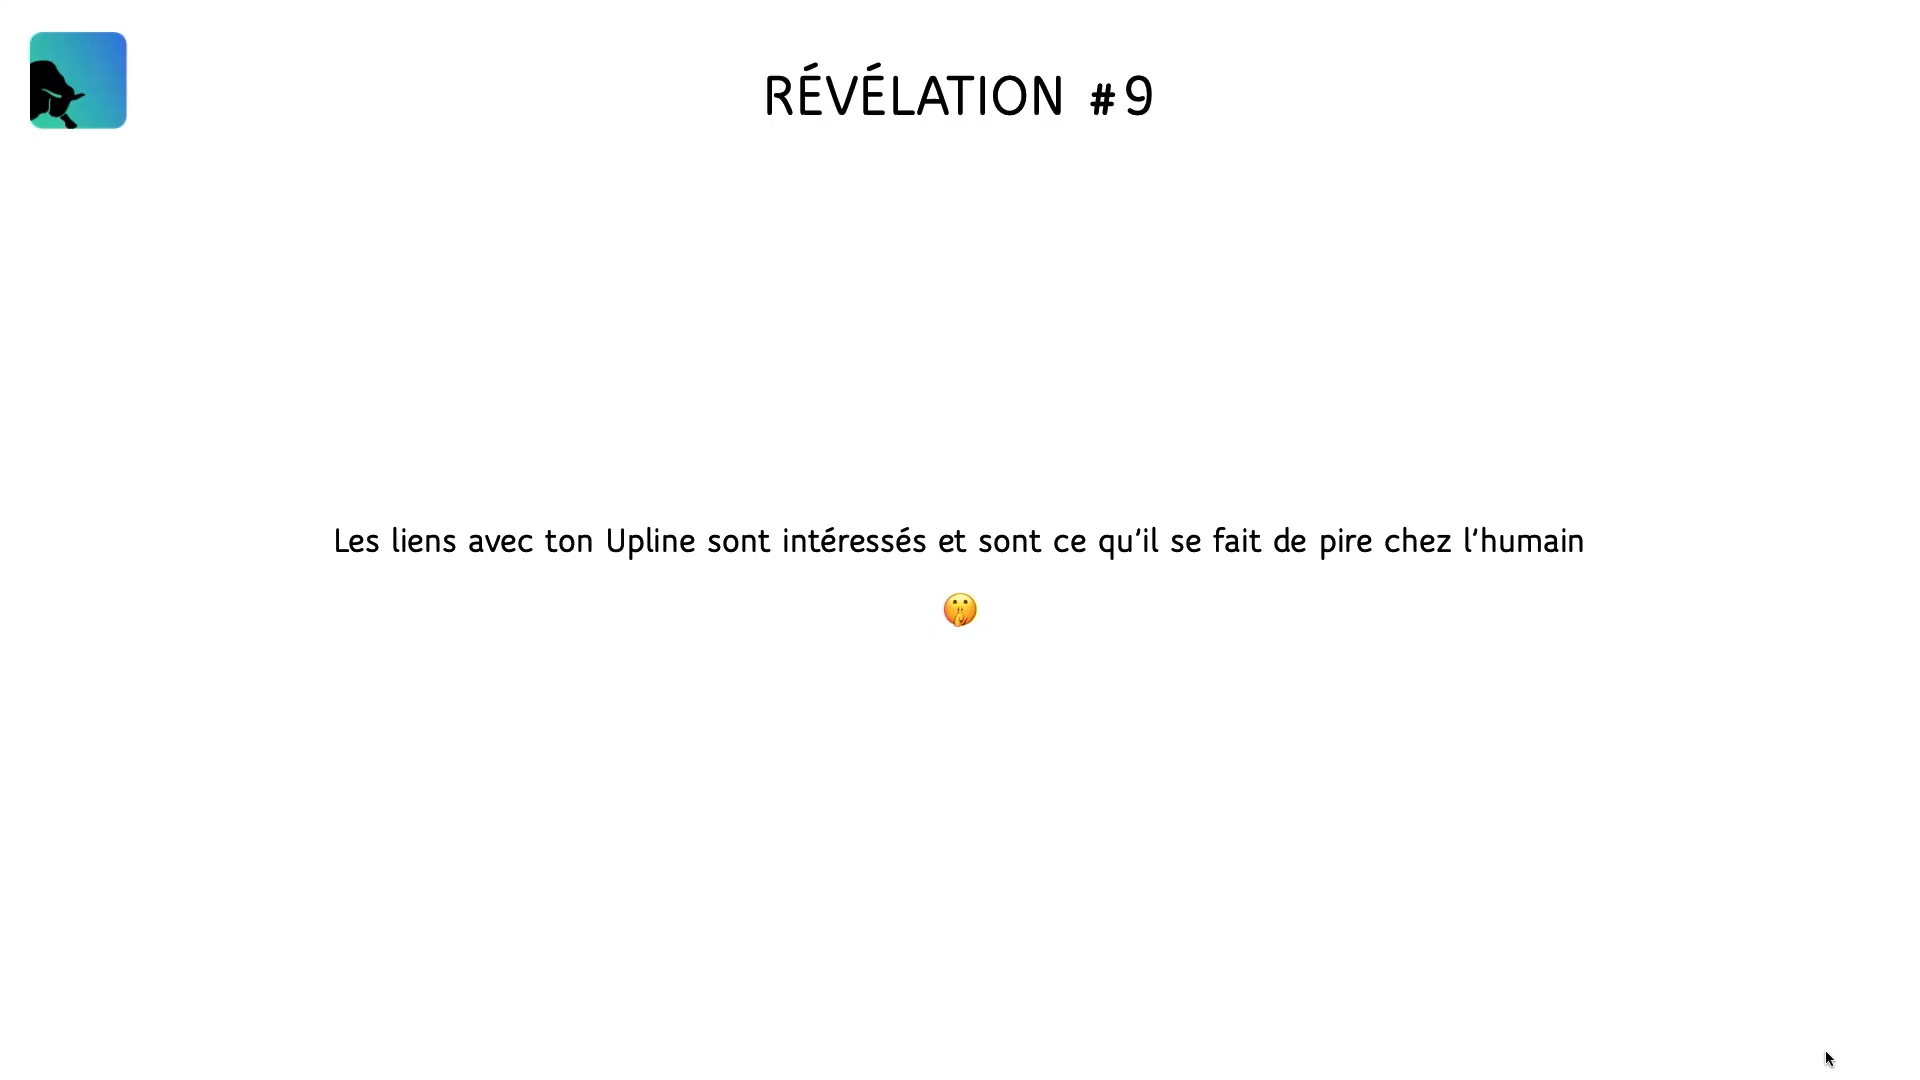 RÉVÉLATION #9
Les liens avec ton Upline sont intéressés et sont ce qu'il se fait de pire chez l'humain
🤫